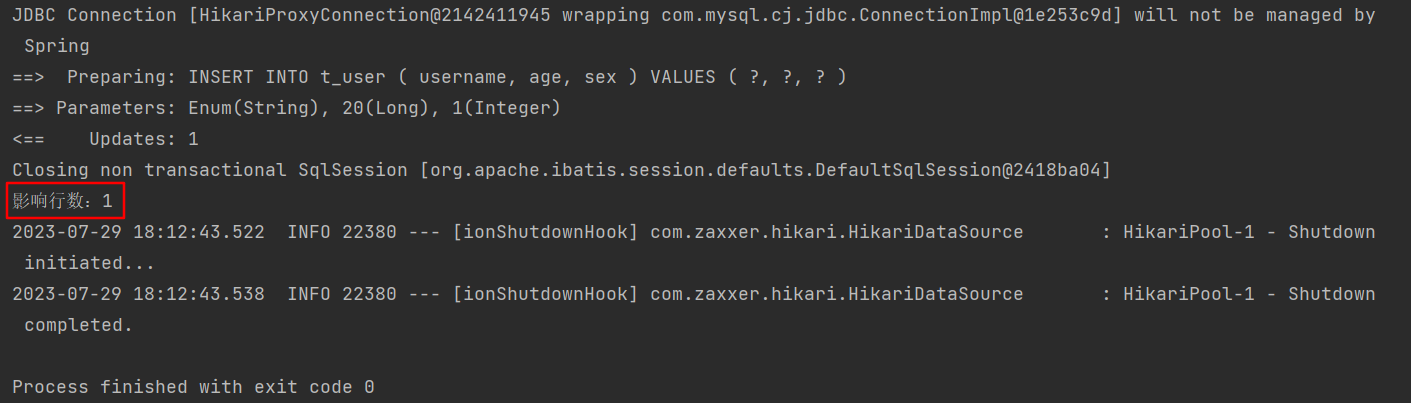 JDBC Connection [HikariProxyConnection@2142411945 wrapping com.mysql.cj.jdbc.ConnectionImpl@1e253c9d] will not be managed by
Spring
==>  Preparing: INSERT INTO t_user ( username, age, sex ) VALUES ( ?, ?, ? )
==> Parameters: Enum(String), 20(Long), 1(Integer)
<==    Updates: 1
Closing non transactional SqlSession [org.apache.ibatis.session.defaults.DefaultSqlSession@2418ba04]
影响行数：1
2023-07-29 18:12:43.522  INFO 22380 --- [ionShutdownHook] com.zaxxer.hikari.HikariDataSource       : HikariPool-1 - Shutdown
initiated...
2023-07-29 18:12:43.538  INFO 22380 --- [ionShutdownHook] com.zaxxer.hikari.HikariDataSource       : HikariPool-1 - Shutdown
completed.
Process finished with exit code 0